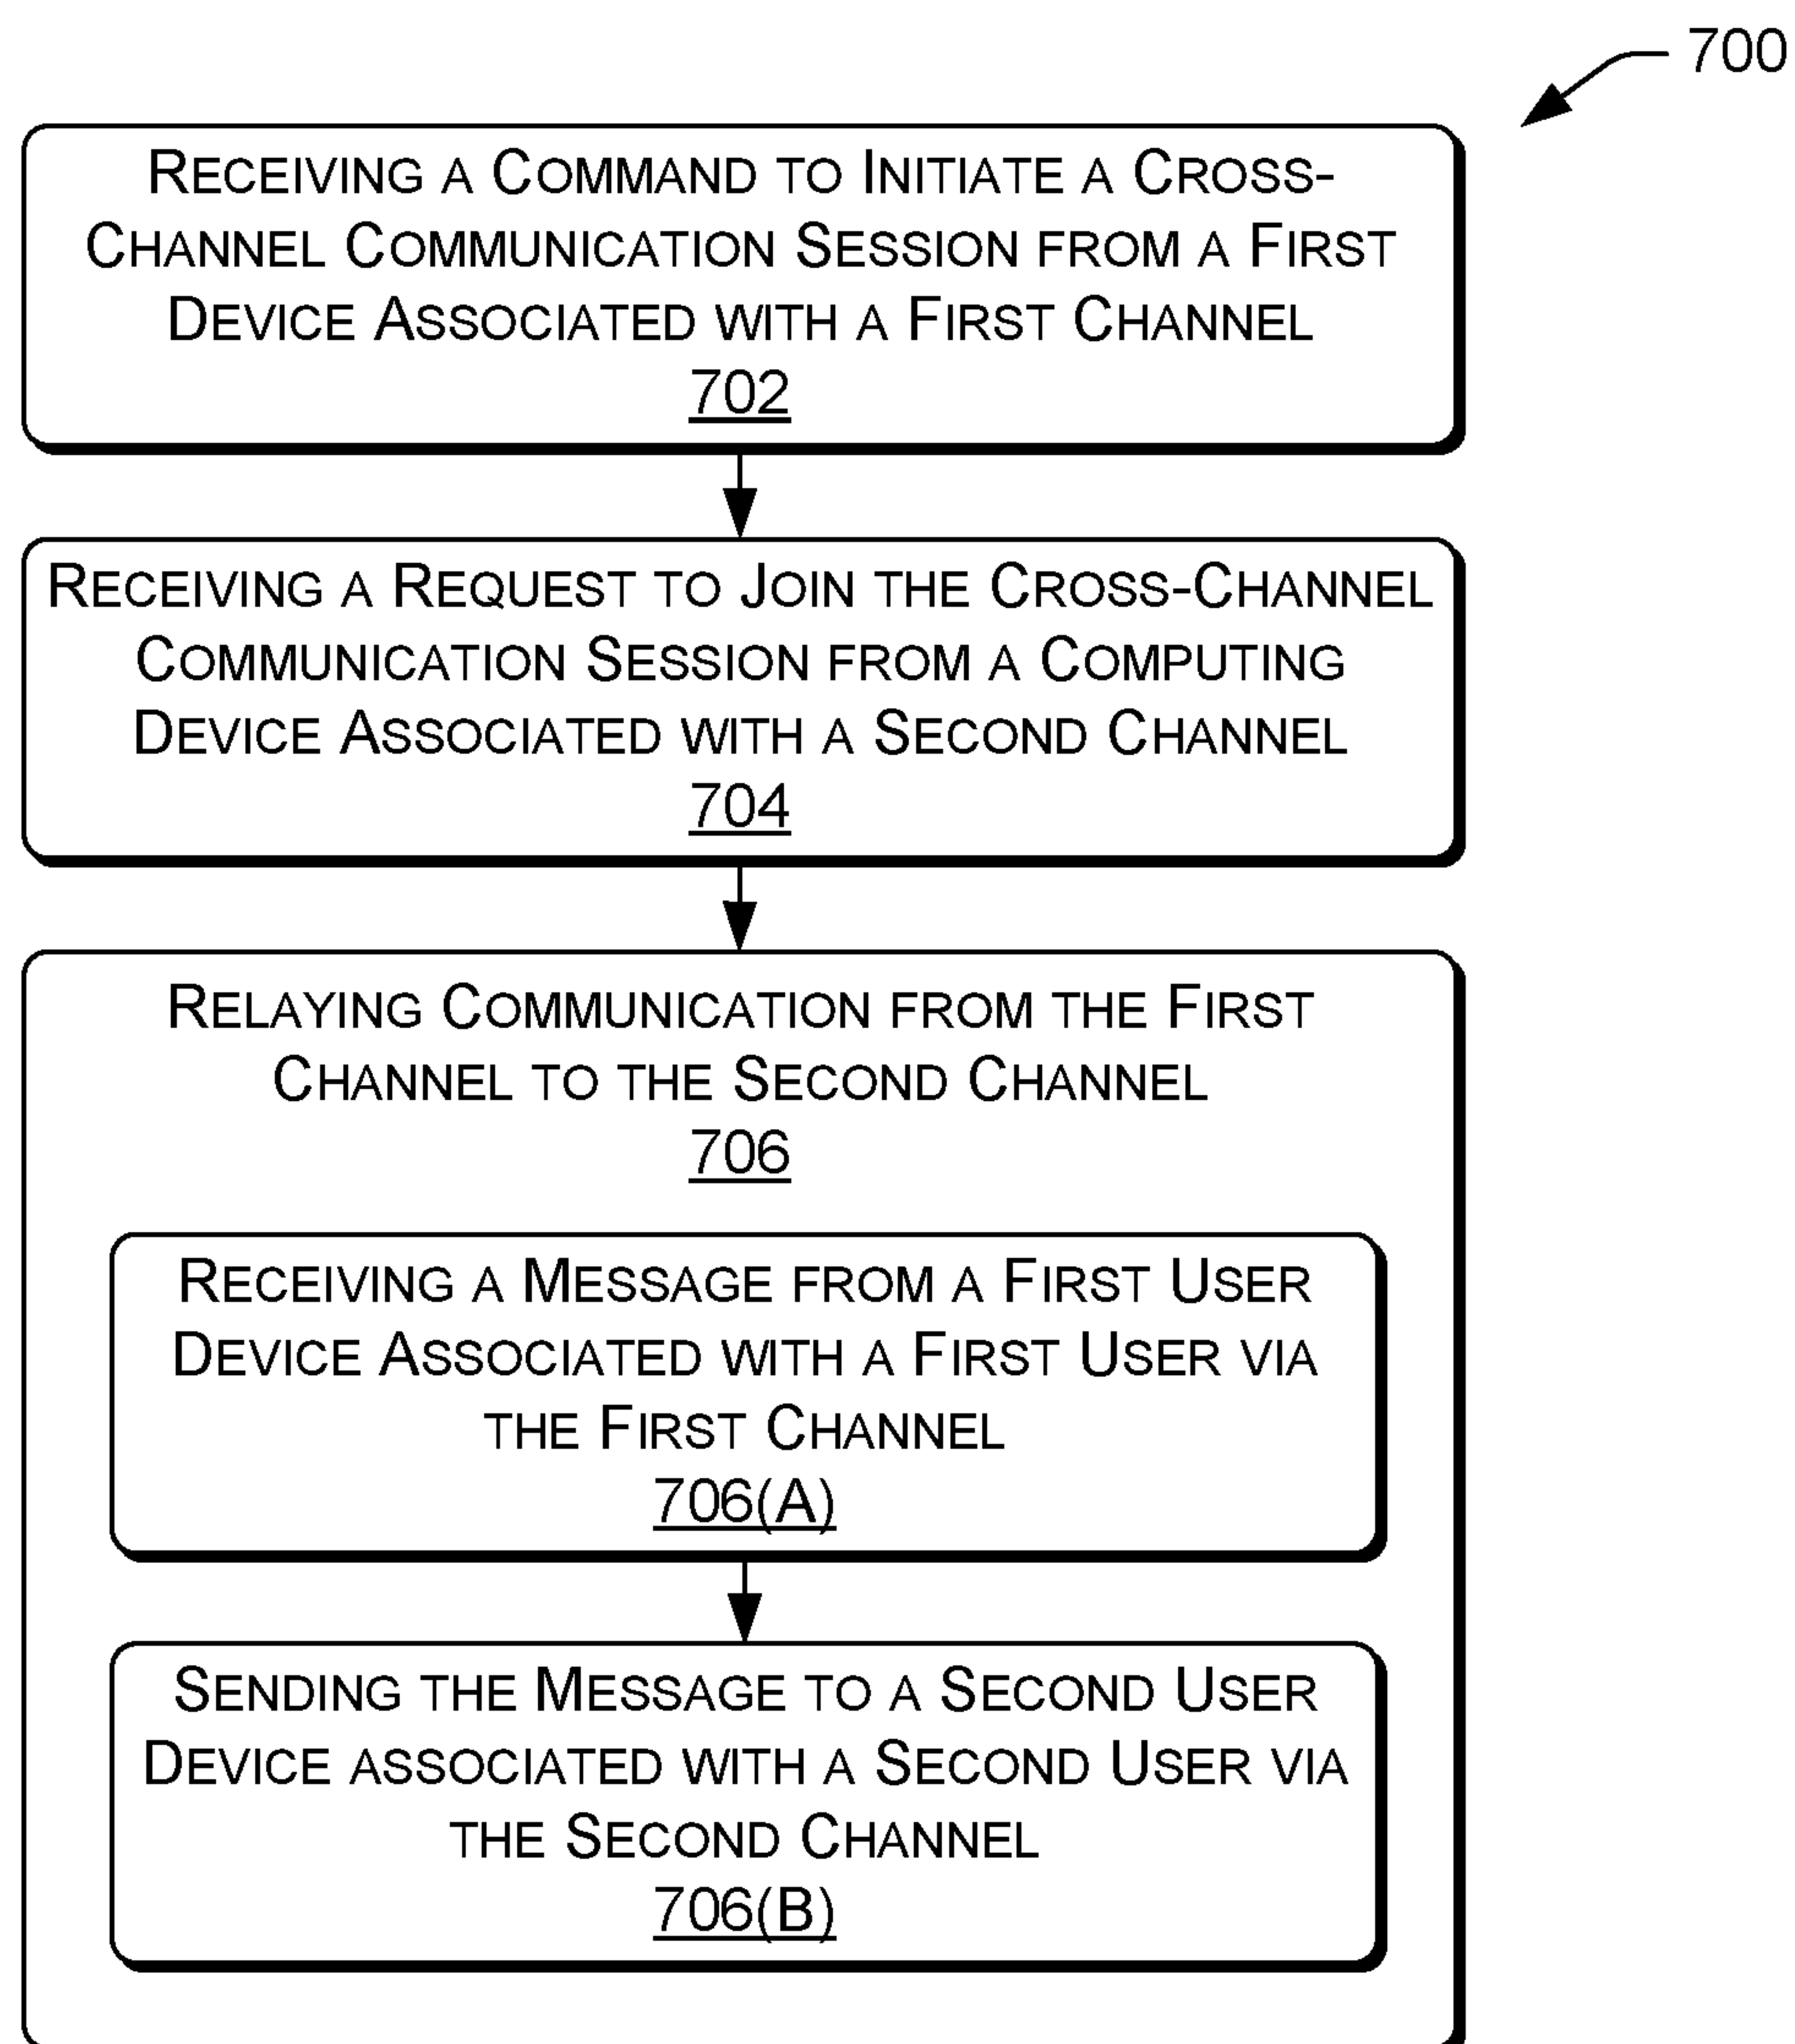 700
Receiving a Command to Initiate a Cross-
Channel Communication Session from a First
Device Associated with a First Channel
702
Receiving a Request to Join the Cross-Channel
Communication Session from a Computing
Device Associated with a Second Channel
704
Relaying Communication from the First
Channel to the Second Channel
706
Receiving a Message from a First User
Device Associated with a First User via
the First Channel
706(A)
Sending the Message to a Second User
Device associated with a Second User via
the Second Channel
706(B)